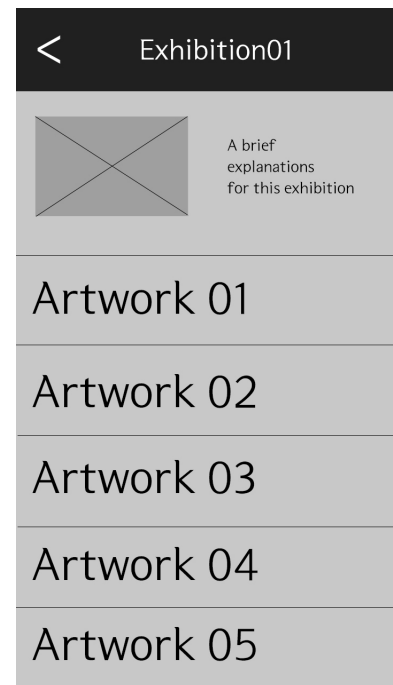 < Exhibition01
A brief
explanations
for this exhibition
Artwork 01
Artwork 02
Artwork 03
Artwork 04
Artwork 05